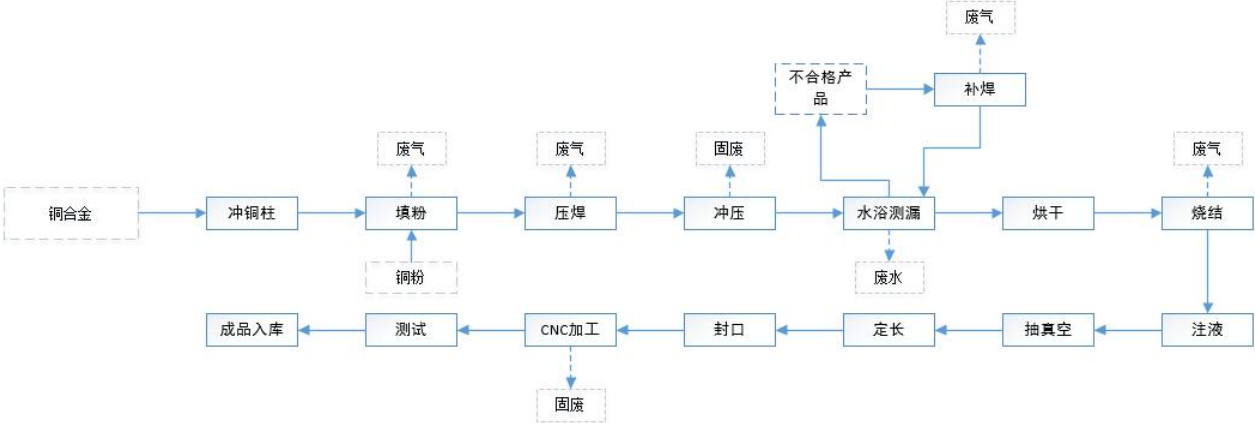 废气
不合格产
品
补焊
废气
废气
固废
废气
铜合金
冲铜柱
填粉
压焊
冲压
水浴测漏
烘干
烧结
铜粉
废水
成品入库
测试
CNC加工
封口
定长
抽真空
注液
固废